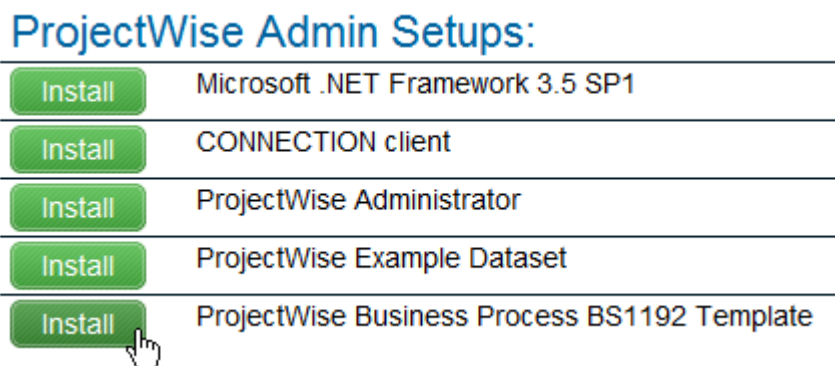 ProjectWise Admin Setups:
Install Microsoft .NET Framework 3.5 SP1
Install CONNECTION client
Install ProjectWise Administrator
Install ProjectWise Example Dataset
Install ProjectWise Business Process BS1192 Template